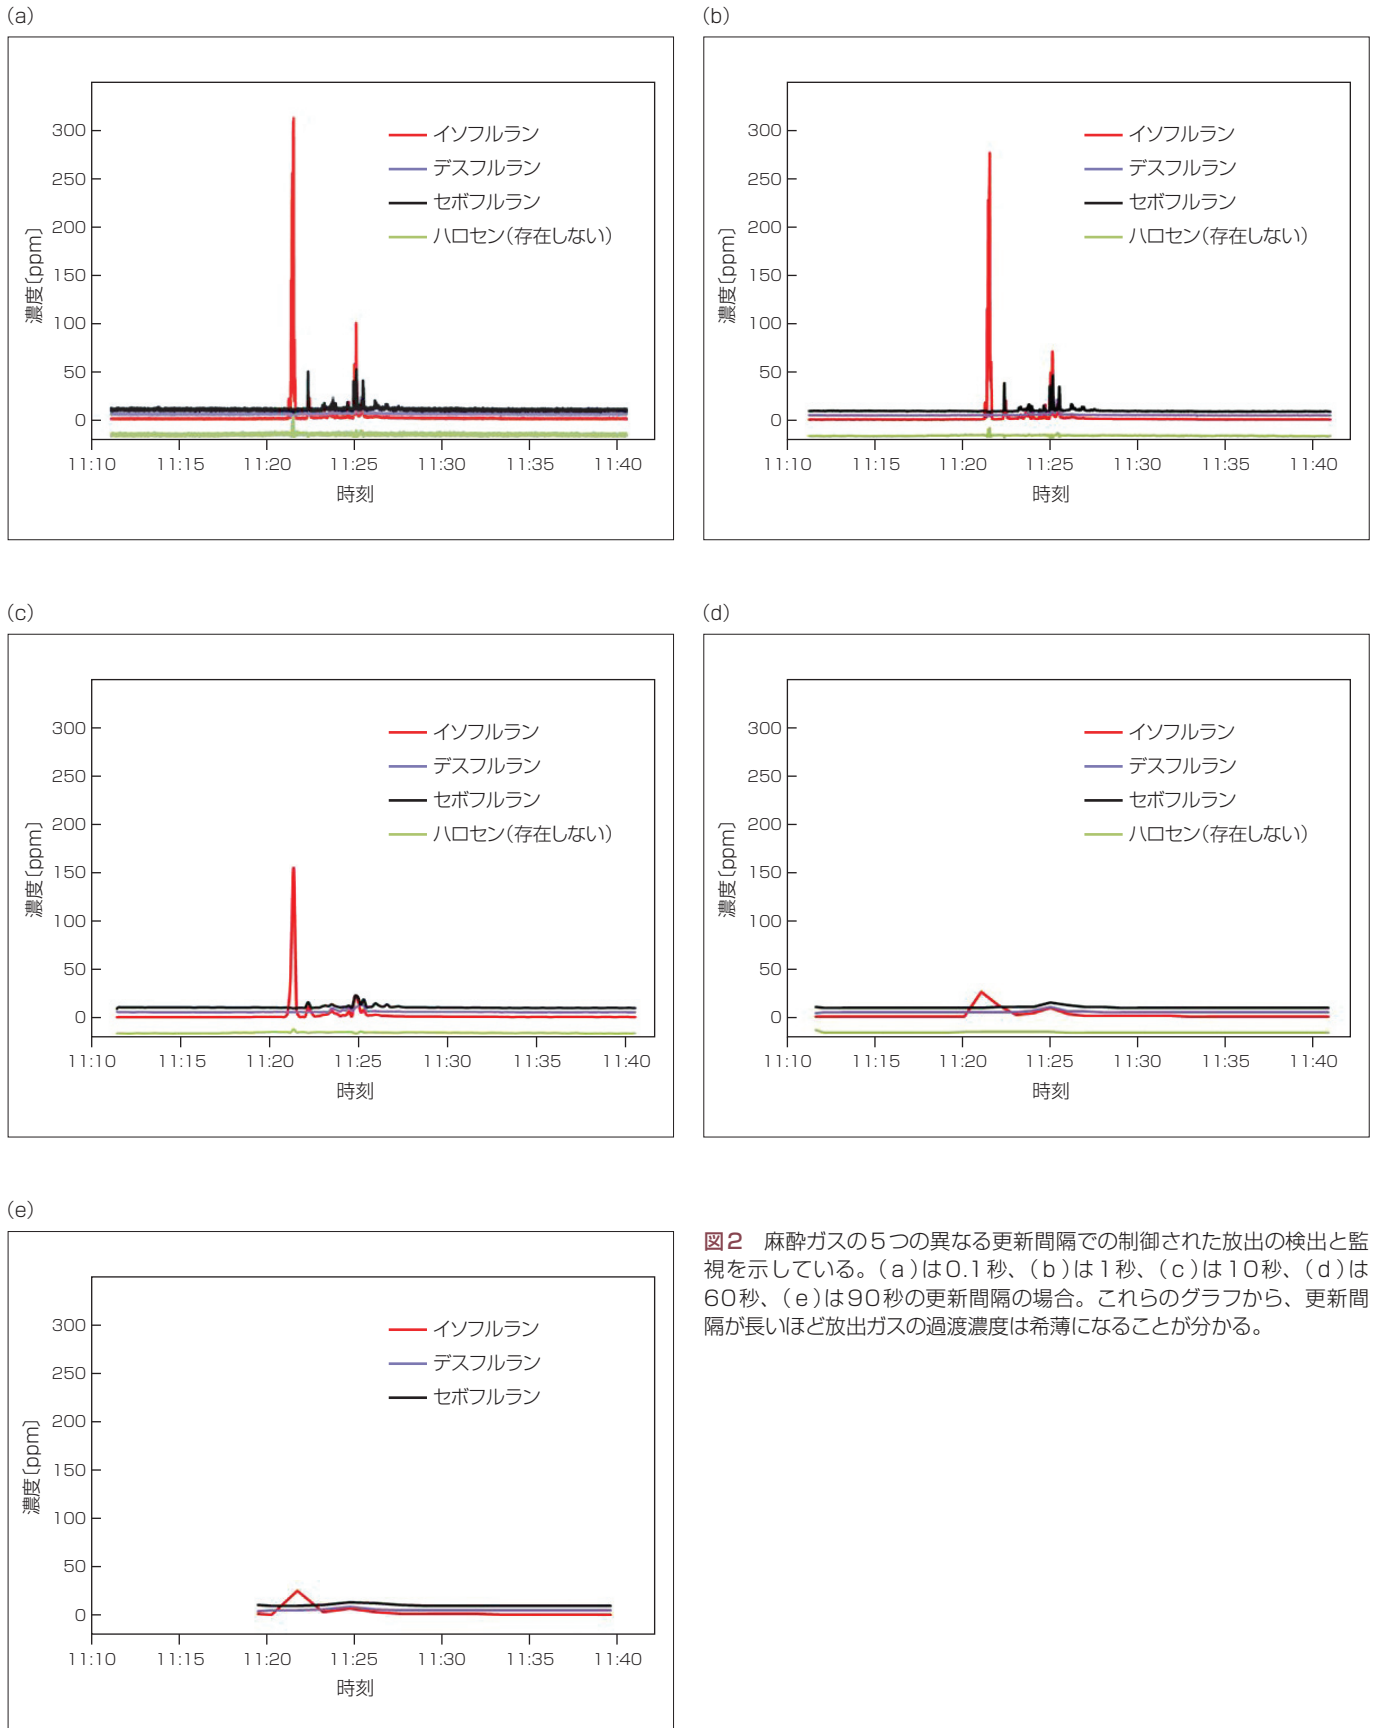 (a)
300
250
200
150
100
50
0
濃度〔ppm〕
イソフルラン
デスフルラン
セボフルラン
ハロセン(存在しない)
11:10 11:15 11:20 11:25 11:30 11:35 11:40
時刻
(b)
300
250
200
150
100
50
0
濃度〔ppm〕
イソフルラン
デスフルラン
セボフルラン
ハロセン(存在しない)
11:10 11:15 11:20 11:25 11:30 11:35 11:40
時刻
(c)
300
250
200
150
100
50
0
濃度〔ppm〕
イソフルラン
デスフルラン
セボフルラン
ハロセン(存在しない)
11:10 11:15 11:20 11:25 11:30 11:35 11:40
時刻
(d)
300
250
200
150
100
50
0
濃度〔ppm〕
イソフルラン
デスフルラン
セボフルラン
ハロセン(存在しない)
11:10 11:15 11:20 11:25 11:30 11:35 11:40
時刻
(e)
300
250
200
150
100
50
0
濃度〔ppm〕
イソフルラン
デスフルラン
セボフルラン
11:10 11:15 11:20 11:25 11:30 11:35 11:40
時刻
図2 麻酔ガスの5つの異なる更新間隔での制御された放出の検出と監
視を示している。(a)は0.1秒、(b)は1秒、(c)は10秒、(d)は
60秒、(e)は90秒の更新間隔の場合。これらのグラフから、更新間
隔が長いほど放出ガスの過渡濃度は希薄になることが分かる。